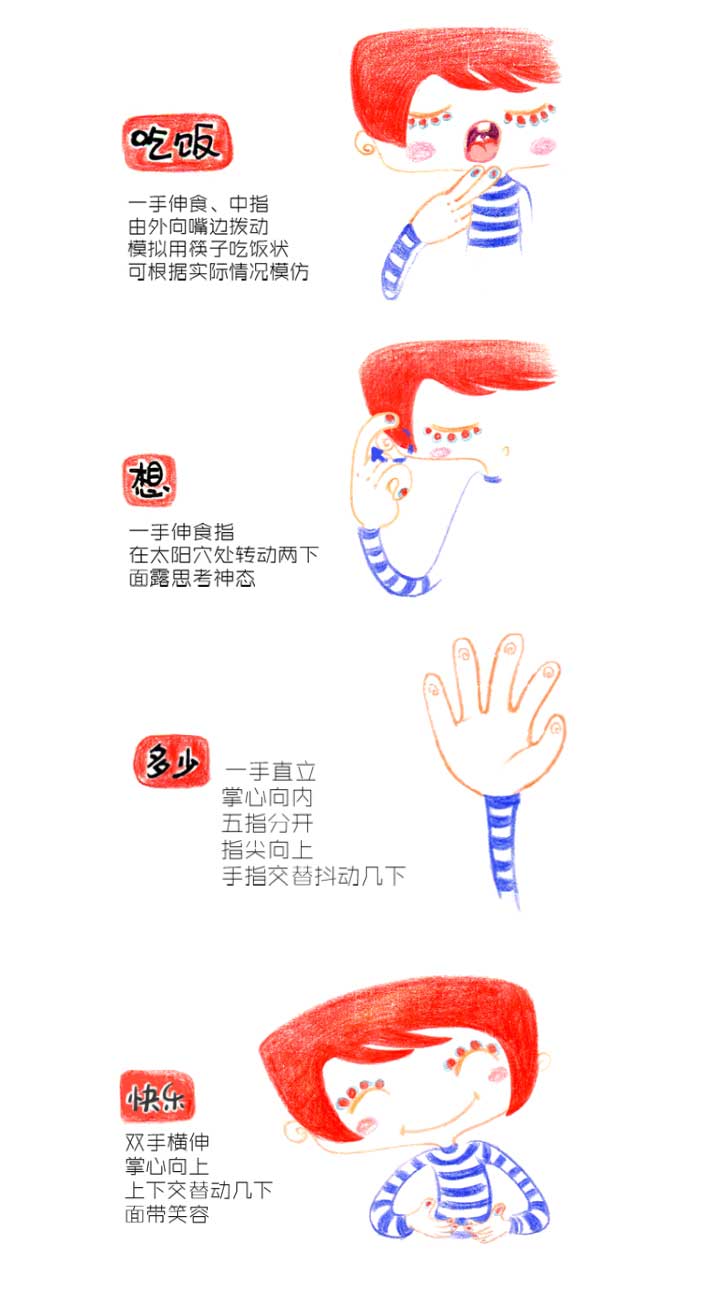 吃饭
一手伸食、中指
由外向嘴边拨动
模拟用筷子吃饭状
可根据实际情况模仿
想
一手伸食指
在太阳穴处转动两下
面露思考神态
多少
一手直立
掌心向内
五指分开
指尖向上
手指交替抖动几下
快乐
双手横伸
掌心向上
上下交替动几下
面带笑容